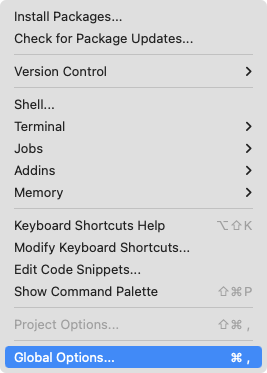 Install Packages...
Check for Package Updates...
Version Control
Shell...
Terminal
Jobs
Addins
Memory
Keyboard Shortcuts Help ⌥⇧K
Modify Keyboard Shortcuts...
Edit Code Snippets...
Show Command Palette ⇧⌘P
Project Options... ⇧⌘,
Global Options... ⌘,